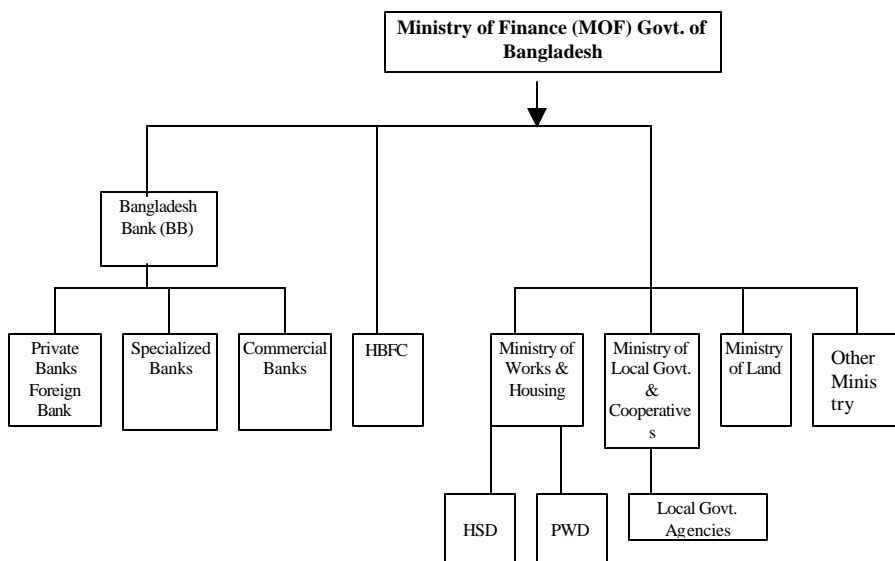 Ministry of Finance (MOF) Govt. of
Bangladesh
Bangladesh
Bank (BB)
Private
Banks
Foreign
Bank
Specialized
Banks
Commercial
Banks
HBFC
Ministry of
Works &
Housing
Ministry of
Local Govt.
&
Cooperative
s
Ministry
of Land
Other
Minis
try
HSD
PWD
Local Govt.
Agencies